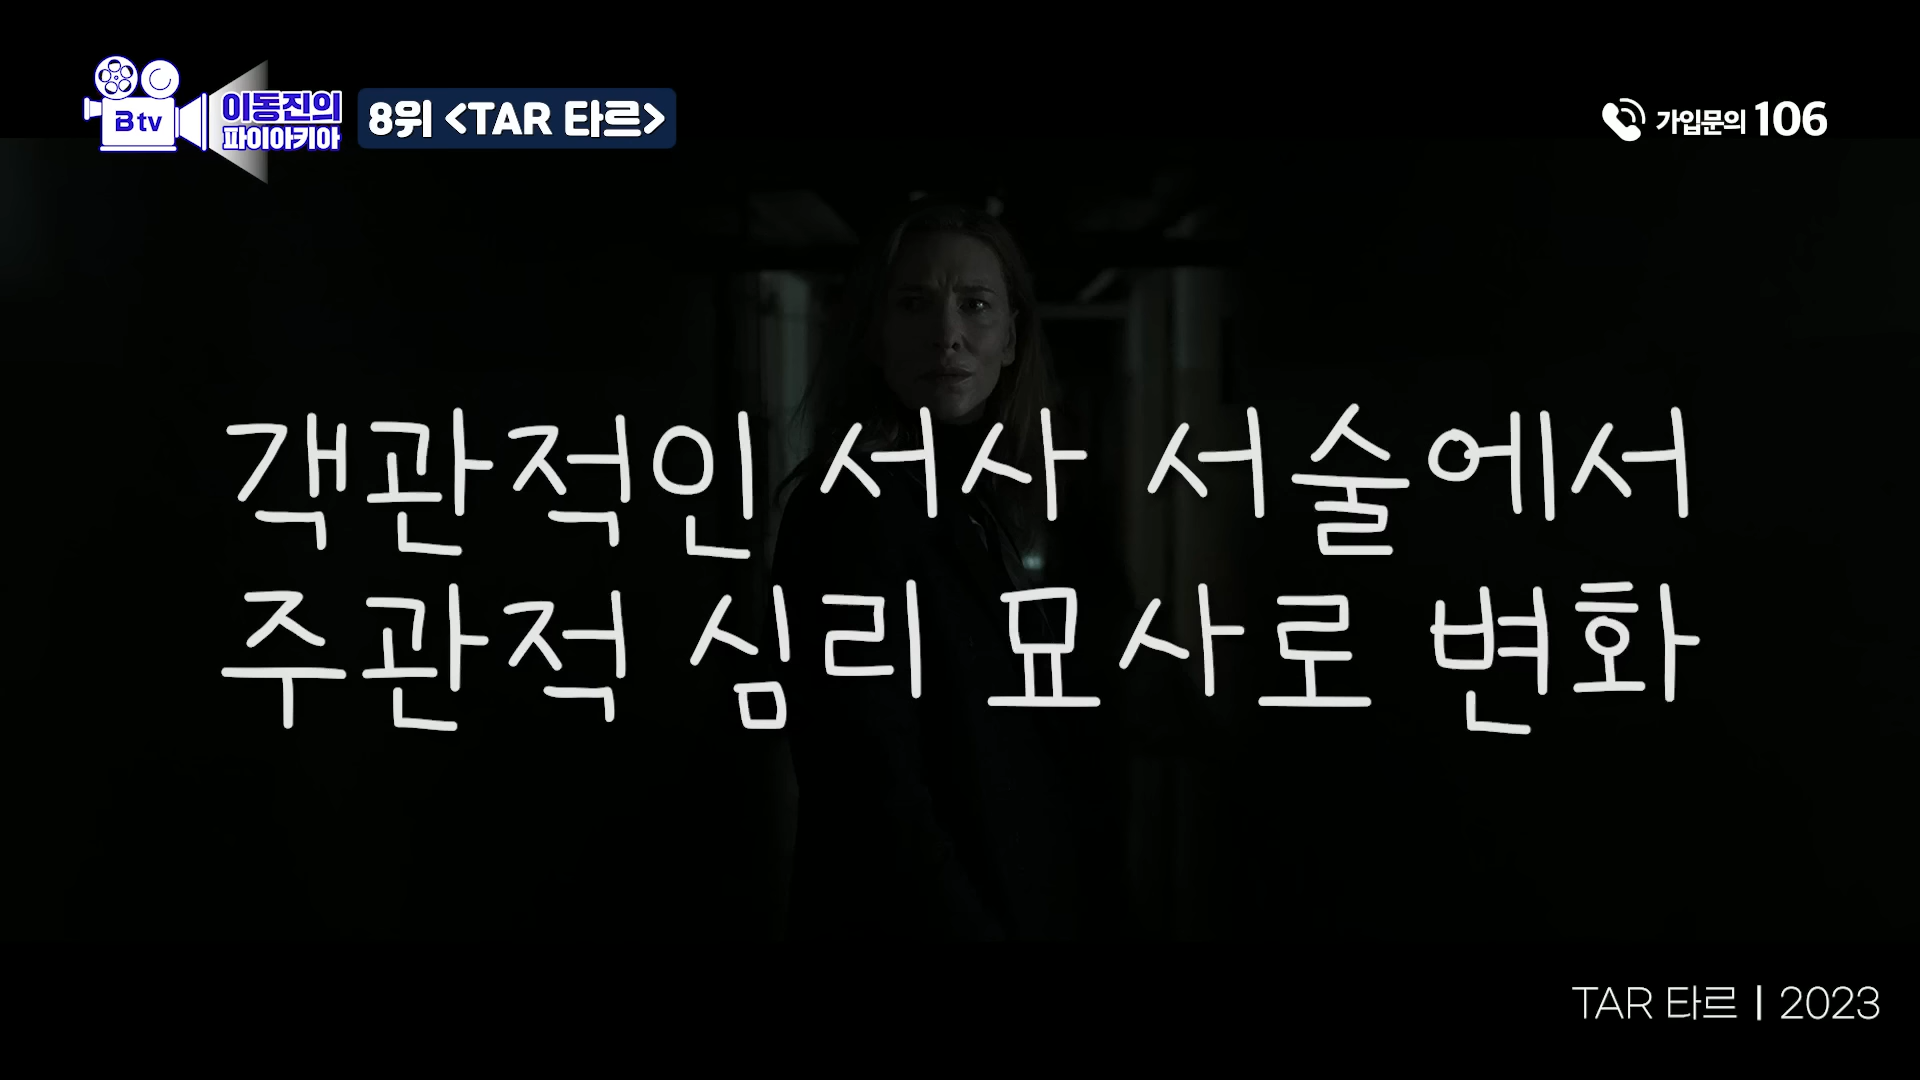 B tv
이동진의
파이아키아
8위 <TAR 타르>
가입문의 106
객관적인 서사 서술에서
주관적 심리 묘사로 변화
TAR 타르 | 2023